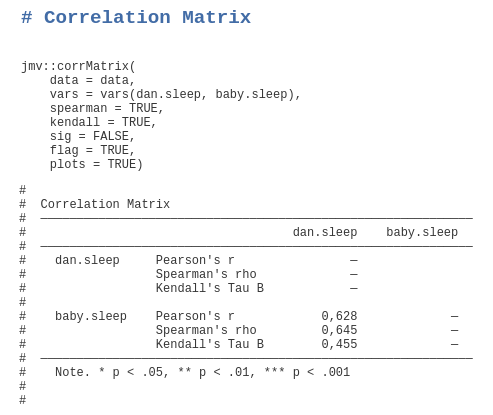 # Correlation Matrix
jmv::corrMatrix(
    data = data,
    vars = vars(dan.sleep, baby.sleep),
    spearman = TRUE,
    kendall = TRUE,
    sig = FALSE,
    flag = TRUE,
    plots = TRUE)
#
#  Correlation Matrix
#  ────────────────────────────────────────────────────────────
#                                     dan.sleep    baby.sleep
#  ────────────────────────────────────────────────────────────
#    dan.sleep     Pearson's r                —
#                  Spearman's rho             —
#                  Kendall's Tau B            —
#
#    baby.sleep    Pearson's r            0,628             —
#                  Spearman's rho         0,645             —
#                  Kendall's Tau B        0,455             —
#  ────────────────────────────────────────────────────────────
#    Note. * p < .05, ** p < .01, *** p < .001
#
#